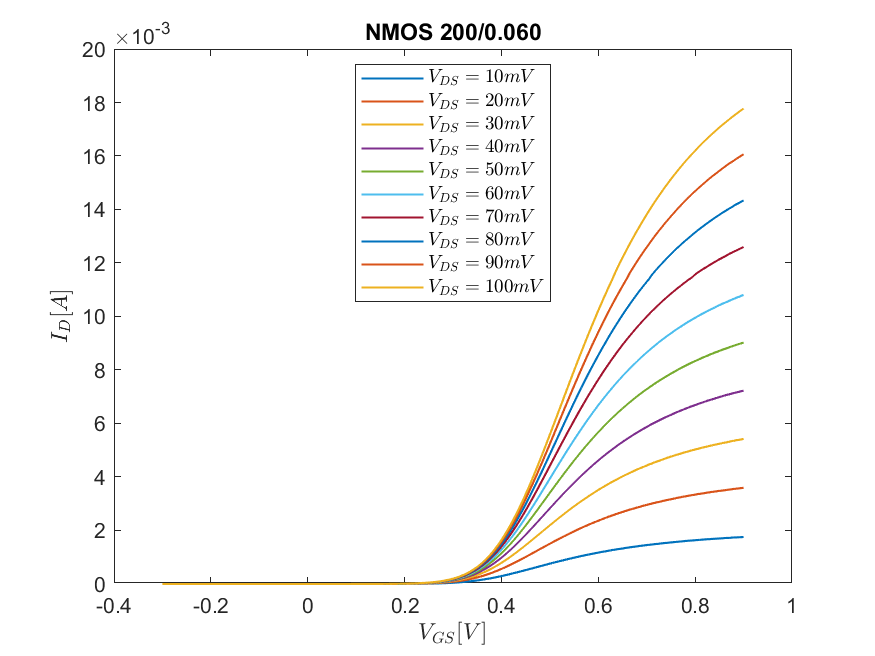 NMOS 200/0.060
×10⁻³
20
18
16
14
12
10
8
6
4
2
0
I_D[A]
V_DS = 10mV
V_DS = 20mV
V_DS = 30mV
V_DS = 40mV
V_DS = 50mV
V_DS = 60mV
V_DS = 70mV
V_DS = 80mV
V_DS = 90mV
V_DS = 100mV
-0.4 -0.2 0 0.2 0.4 0.6 0.8 1
V_GS[V]